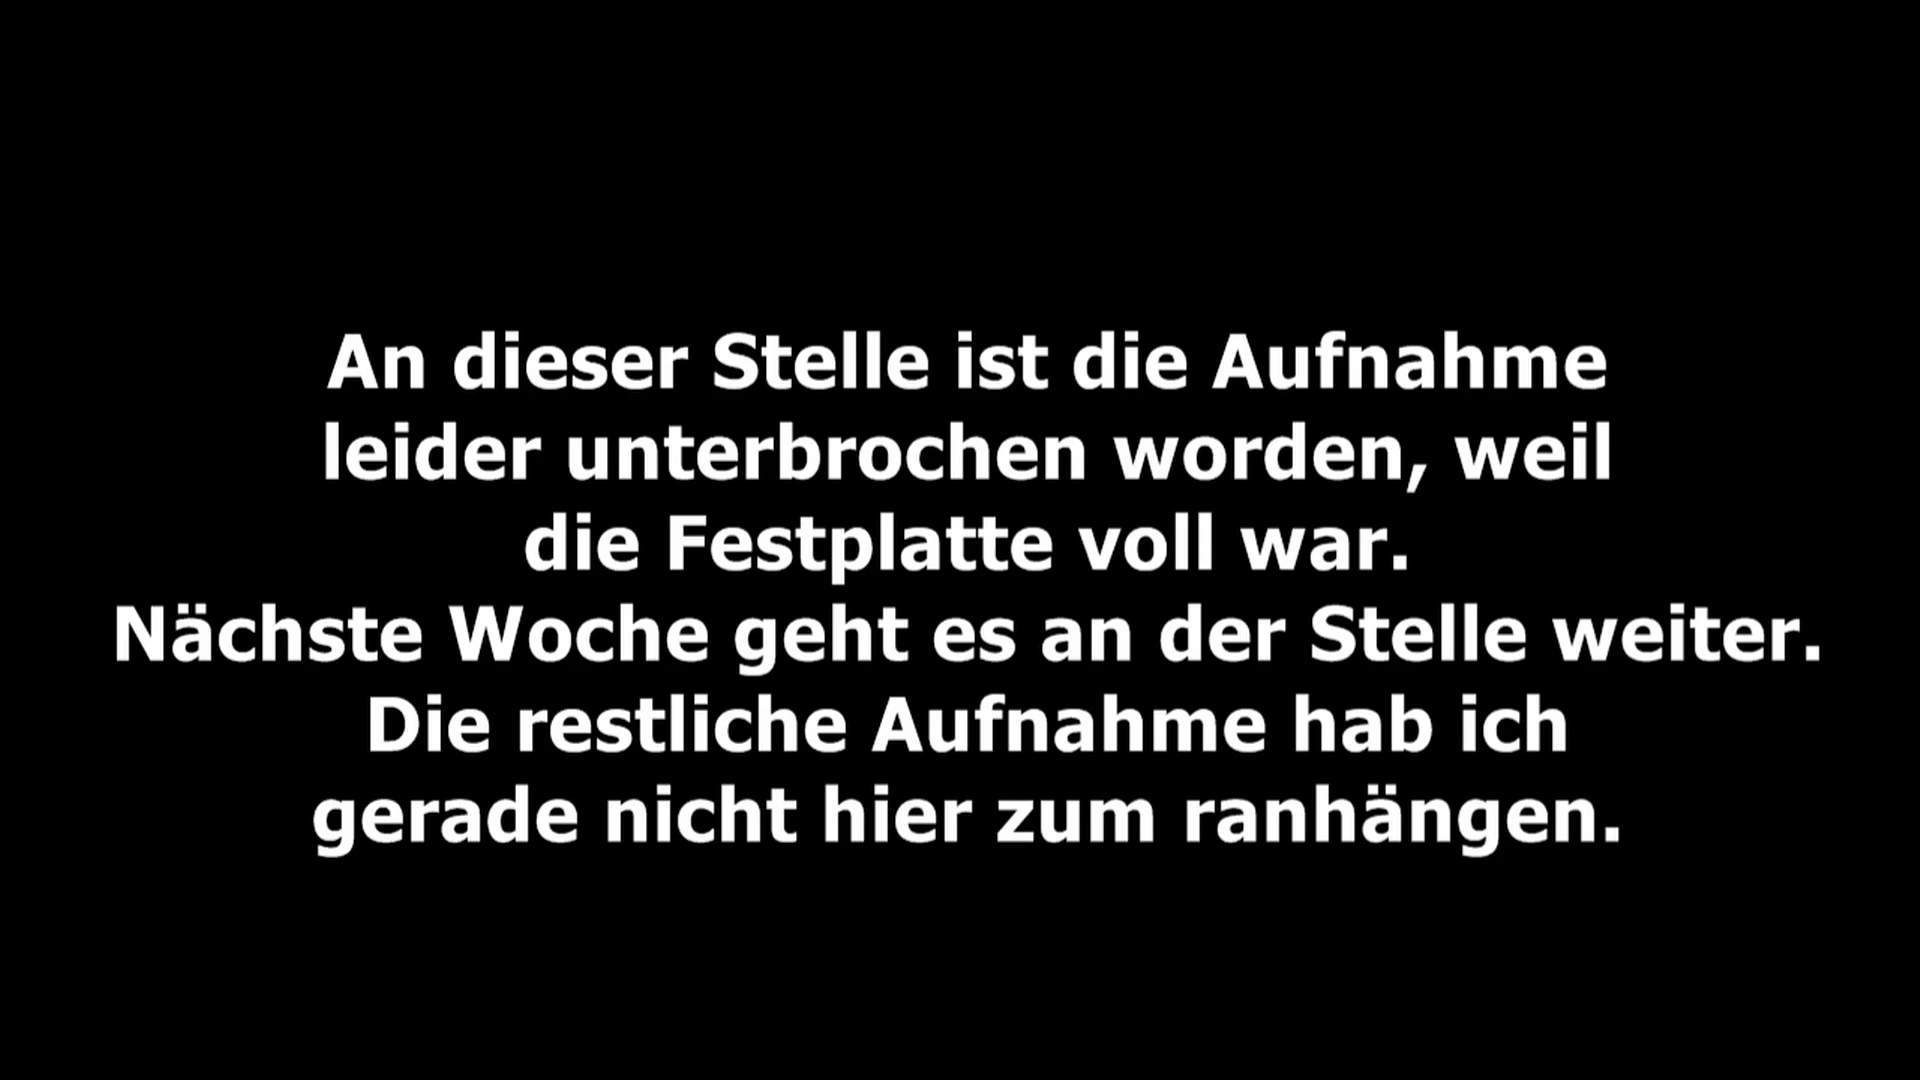 An dieser Stelle ist die Aufnahme
leider unterbrochen worden, weil
die Festplatte voll war.
Nächste Woche geht es an der Stelle weiter.
Die restliche Aufnahme hab ich
gerade nicht hier zum ranhängen.